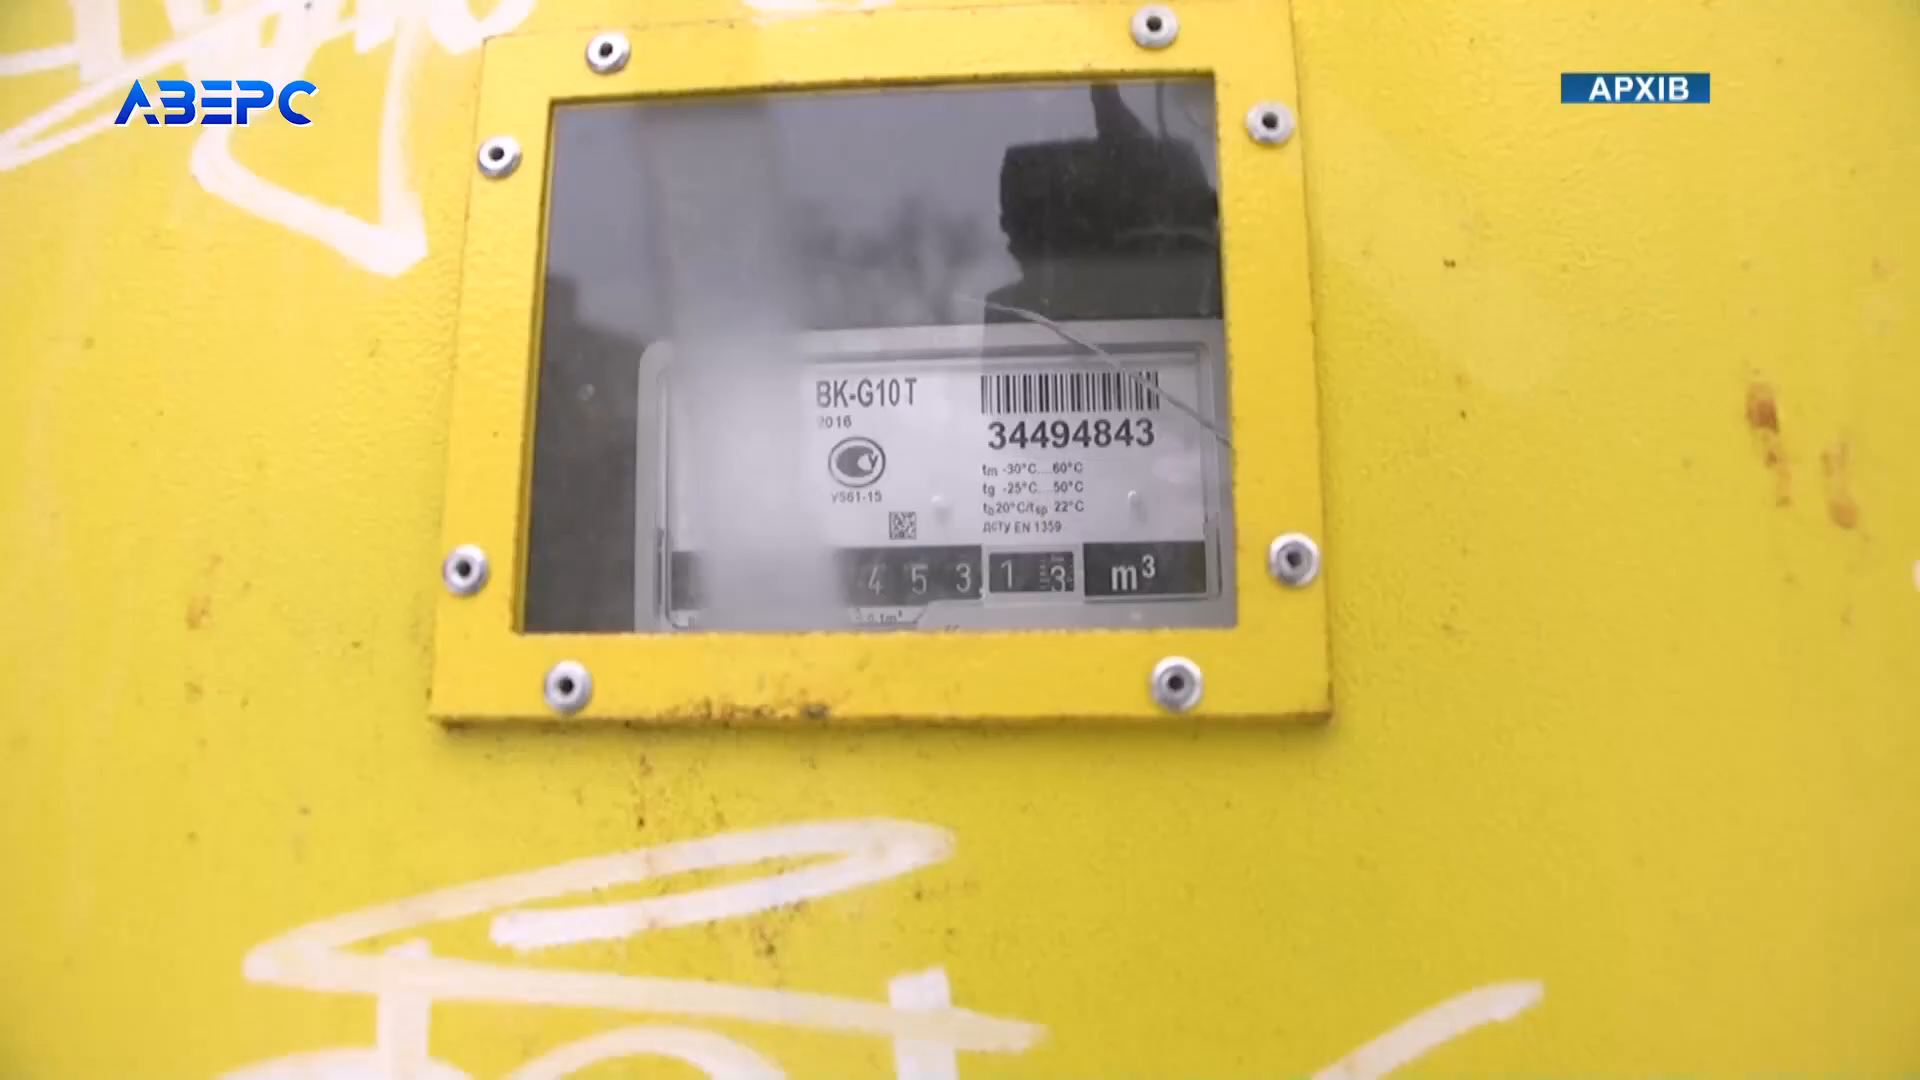 АВЕРС
АРХІВ
BK-G10T
2016
34494843
tm -30°C...60°C
tg -25°C...50°C
tb 20°C/tsp 22°C
V561-15
ДСТУ EN 1359
4 5 3, 1 3 m³